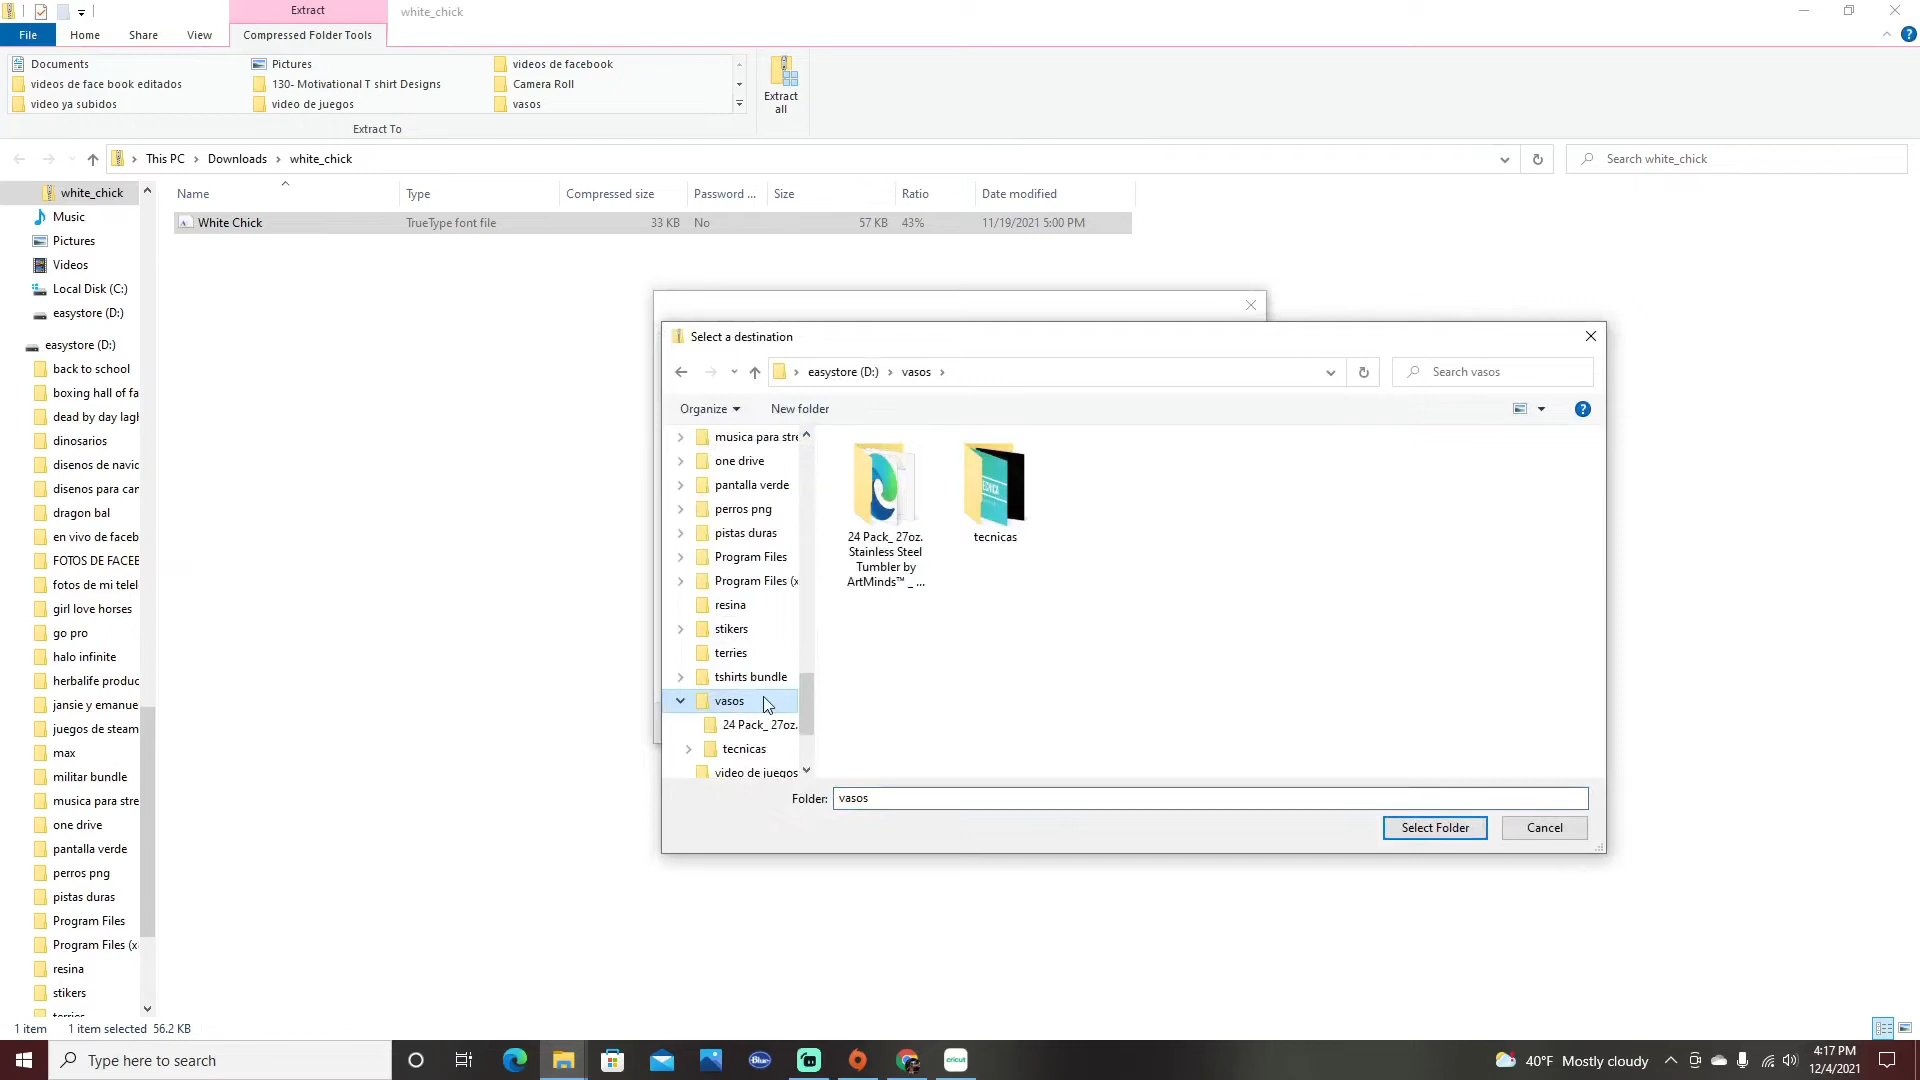 Extract
white_chick
File
Home
Share
View
Compressed Folder Tools
Documents
Pictures
videos de facebook
videos de face book editados
130- Motivational T shirt Designs
Camera Roll
video ya subidos
video de juegos
vasos
Extract all
Extract To
This PC
Downloads
white_chick
Search white_chick
Name
Type
Compressed size
Password ...
Size
Ratio
Date modified
White Chick
TrueType font file
33 KB
No
57 KB
43%
11/19/2021 5:00 PM
white_chick
Music
Pictures
Videos
Local Disk (C:)
easystore (D:)
easystore (D:)
back to school
boxing hall of fa
dead by day lagh
dinosarios
disenos de navic
disenos para car
dragon bal
en vivo de faceb
FOTOS DE FACEE
fotos de mi telel
girl love horses
go pro
halo infinite
herbalife produc
jansie y emanue
juegos de steam
max
militar bundle
musica para stre
one drive
pantalla verde
perros png
pistas duras
Program Files
Program Files (x
resina
stikers
terries
Select a destination
easystore (D:)
vasos
Search vasos
Organize
New folder
musica para stre
one drive
pantalla verde
perros png
pistas duras
Program Files
Program Files (x
resina
stikers
terries
tshirts bundle
vasos
24 Pack_ 27oz.
tecnicas
video de juegos
24 Pack_ 27oz.
Stainless Steel
Tumbler by
ArtMinds™ _ ...
tecnicas
Folder:
vasos
Select Folder
Cancel
1 item
1 item selected 56.2 KB
Type here to search
Blue
cricut
40°F Mostly cloudy
4:17 PM
12/4/2021